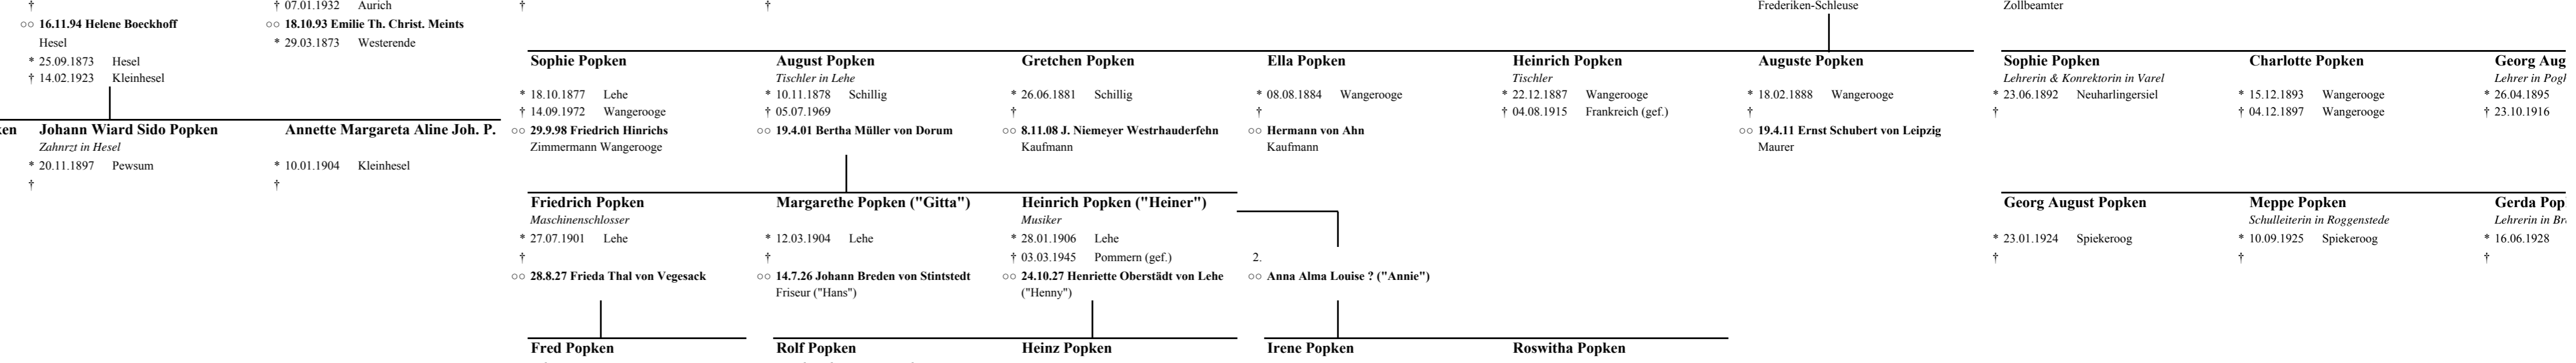 † † 07.01.1932 Aurich † † Frederiken-Schleuse Zollbeamter
○○ 16.11.94 Helene Boeckhoff ○○ 18.10.93 Emilie Th. Christ. Meints
Hesel * 29.03.1873 Westerende
* 25.09.1873 Hesel
† 14.02.1923 Kleinhesel
Sophie Popken August Popken Gretchen Popken Ella Popken Heinrich Popken Auguste Popken Sophie Popken Charlotte Popken Georg Aug
Tischler in Lehe Tischler Lehrerin & Konrektorin in Varel Lehrer in Pogh
* 18.10.1877 Lehe * 10.11.1878 Schillig * 26.06.1881 Schillig * 08.08.1884 Wangerooge * 22.12.1887 Wangerooge * 18.02.1888 Wangerooge * 23.06.1892 Neuharlingersiel * 15.12.1893 Wangerooge * 26.04.1895
† 14.09.1972 Wangerooge † 05.07.1969 † † † 04.08.1915 Frankreich (gef.) † † † 04.12.1897 Wangerooge † 23.10.1916
ken Johann Wiard Sido Popken Annette Margareta Aline Joh. P. ○○ 29.9.98 Friedrich Hinrichs ○○ 19.4.01 Bertha Müller von Dorum ○○ 8.11.08 J. Niemeyer Westrhauderfehn ○○ Hermann von Ahn ○○ 19.4.11 Ernst Schubert von Leipzig
Zahnrzt in Hesel Zimmermann Wangerooge Kaufmann Kaufmann Maurer
* 20.11.1897 Pewsum * 10.01.1904 Kleinhesel
† †
Friedrich Popken Margarethe Popken ("Gitta") Heinrich Popken ("Heiner") Georg August Popken Meppe Popken Gerda Pop
Maschinenschlosser Musiker Schulleiterin in Roggenstede Lehrerin in Br
* 27.07.1901 Lehe * 12.03.1904 Lehe * 28.01.1906 Lehe * 23.01.1924 Spiekeroog * 10.09.1925 Spiekeroog * 16.06.1928
† † † 03.03.1945 Pommern (gef.) 2. † † †
○○ 28.8.27 Frieda Thal von Vegesack ○○ 14.7.26 Johann Breden von Stintstedt ○○ 24.10.27 Henriette Oberstädt von Lehe ○○ Anna Alma Louise ? ("Annie")
Friseur ("Hans") ("Henny")
Fred Popken Rolf Popken Heinz Popken Irene Popken Roswitha Popken